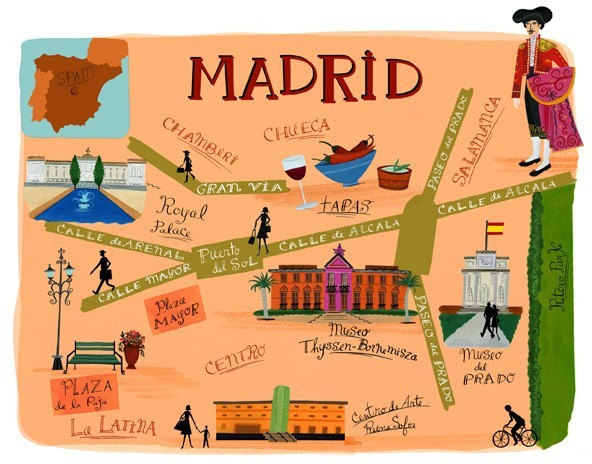 MADRID
SPAIN
CHAMBERI
CHUECA
PASEO del PRADO
SALAMANCA
GRAN VIA
Royal
Palace
TAPAS
CALLE de ARENAL
Puerto
del Sol
CALLE de ALCALA
CALLE de ALCALA
CALLE MAYOR
Plaza
MAYOR
Museo
Thyssen-Bornumisza
PASEO del PRADO
Museo
del
PRADO
Retiro Park
CENTRO
PLAZA
de la Paja
La LATINA
Centro de Arte
Reina Sofia